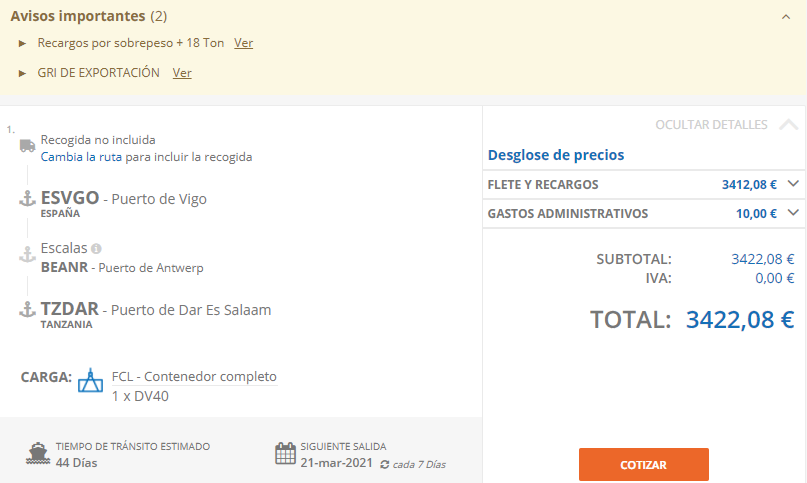 Avisos importantes (2)
► Recargos por sobrepeso + 18 Ton Ver
► GRI DE EXPORTACIÓN Ver
1.
Recogida no incluida
Cambia la ruta para incluir la recogida
ESVGO - Puerto de Vigo
ESPAÑA
Escalas
BEANR - Puerto de Antwerp
TZDAR - Puerto de Dar Es Salaam
TANZANIA
CARGA: FCL - Contenedor completo
1 x DV40
TIEMPO DE TRÁNSITO ESTIMADO
44 Días
SIGUIENTE SALIDA
21-mar-2021 cada 7 Días
OCULTAR DETALLES
Desglose de precios
FLETE Y RECARGOS 3412,08 €
GASTOS ADMINISTRATIVOS 10,00 €
SUBTOTAL: 3422,08 €
IVA: 0,00 €
TOTAL: 3422,08 €
COTIZAR